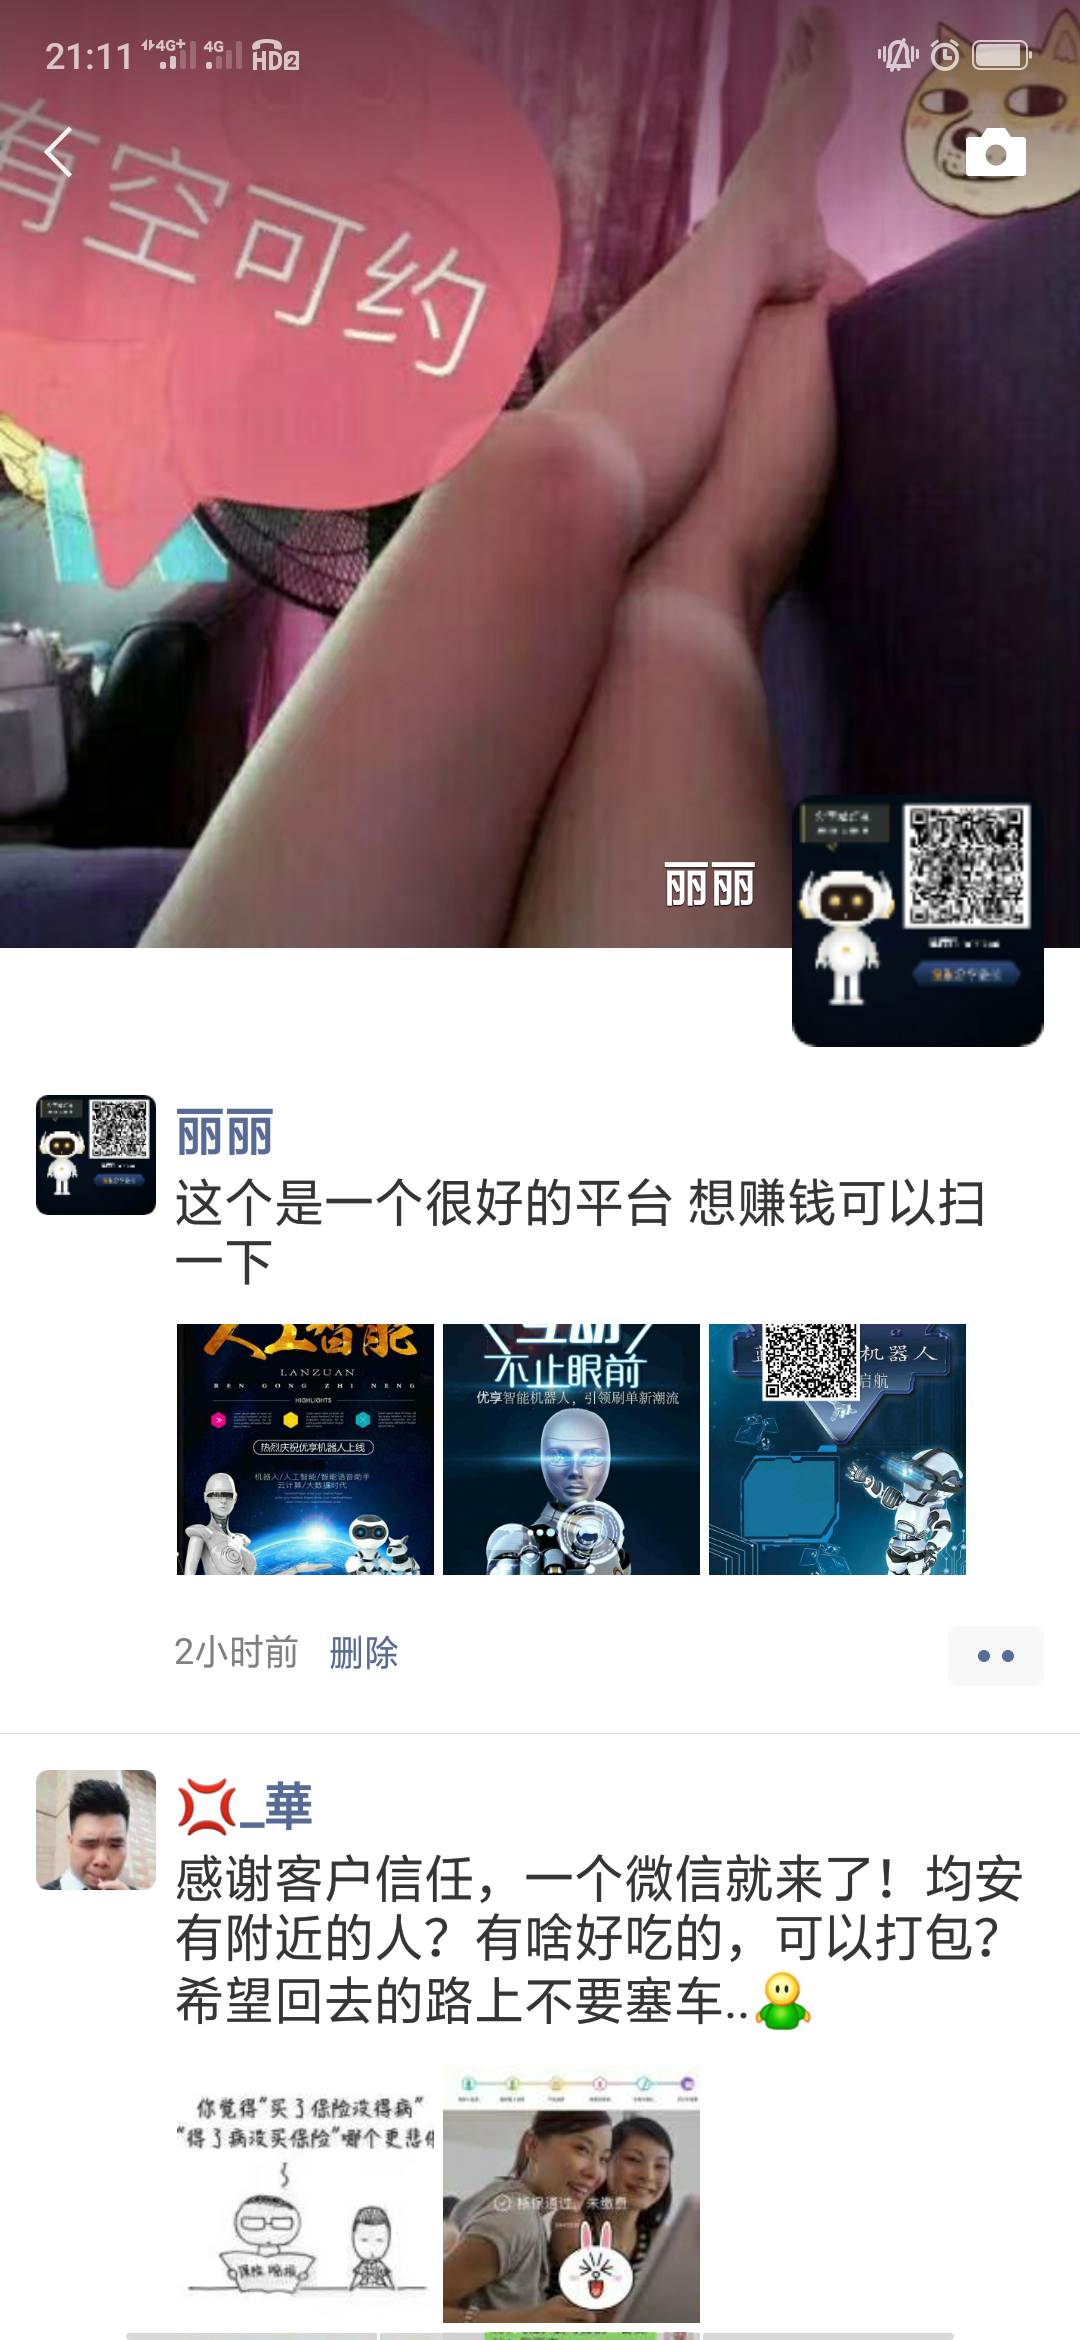 21:11 4G+ 4G HD2
有空可约
丽丽
丽丽
这个是一个很好的平台 想赚钱可以扫
一下
人工智能
LANZUAN
REN GONG ZHI NENG
HIGHLIGHTS
热烈庆祝优享机器人上线
机器人/人工智能/智能语音助手
云计算/大数据时代
互动
不止眼前
优享智能机器人，引领刷单新潮流
机器人
启航
2小时前 删除
_華
感谢客户信任，一个微信就来了！均安
有附近的人？有啥好吃的，可以打包？
希望回去的路上不要塞车..
你觉得"买了保险没得病"
"得了病没买保险"哪个更悲
核保通过，未缴费